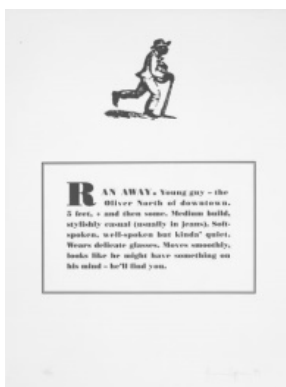 RAN AWAY, Young guy – the
Oliver North of downtown.
5 feet, + and then some. Medium build,
stylishly casual (usually in jeans). Soft-
spoken, well-spoken but kinda' quiet.
Wears delicate glasses. Moves smoothly,
looks like he might have something on
his mind – he'll find you.